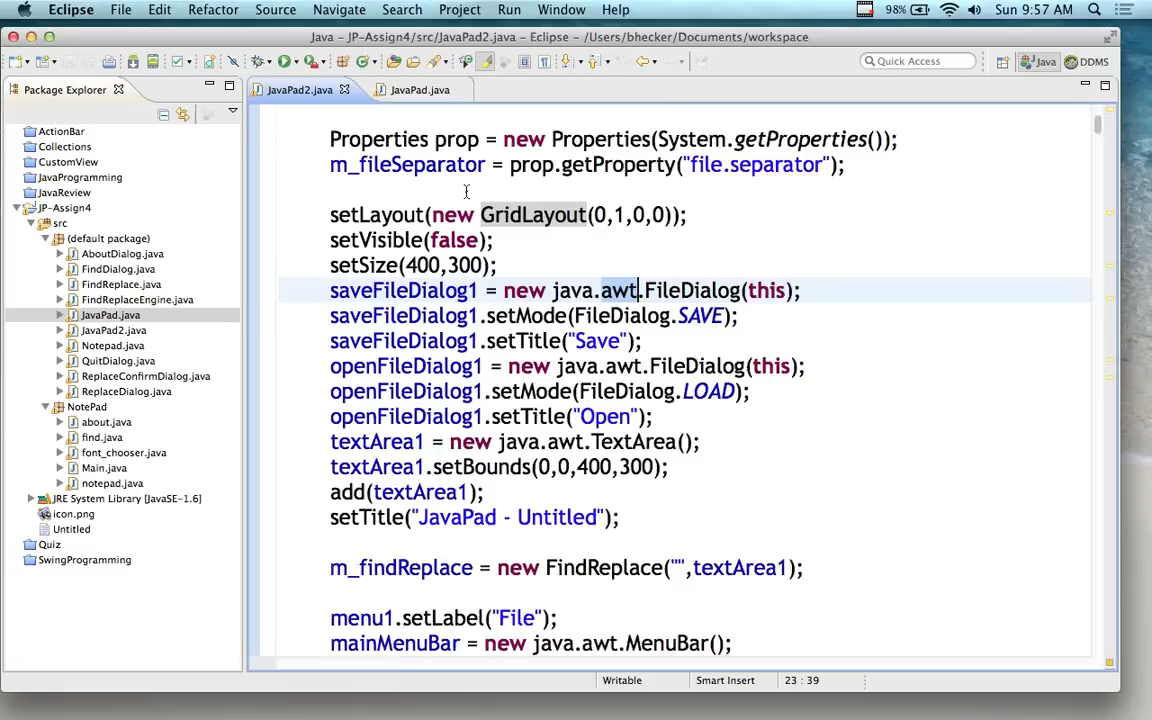 Eclipse File Edit Refactor Source Navigate Search Project Run Window Help 98% Sun 9:57 AM
Java - JP-Assign4/src/JavaPad2.java - Eclipse - /Users/bhecker/Documents/workspace
Quick Access Java DDMS
Package Explorer
JavaPad2.java JavaPad.java
ActionBar
Collections
CustomView
JavaProgramming
JavaReview
JP-Assign4
src
(default package)
AboutDialog.java
FindDialog.java
FindReplace.java
FindReplaceEngine.java
JavaPad.java
JavaPad2.java
Notepad.java
QuitDialog.java
ReplaceConfirmDialog.java
ReplaceDialog.java
NotePad
about.java
find.java
font_chooser.java
Main.java
notepad.java
JRE System Library [JavaSE-1.6]
icon.png
Untitled
Quiz
SwingProgramming
Properties prop = new Properties(System.getProperties());
m_fileSeparator = prop.getProperty("file.separator");
setLayout(new GridLayout(0,1,0,0));
setVisible(false);
setSize(400,300);
saveFileDialog1 = new java.awt.FileDialog(this);
saveFileDialog1.setMode(FileDialog.SAVE);
saveFileDialog1.setTitle("Save");
openFileDialog1 = new java.awt.FileDialog(this);
openFileDialog1.setMode(FileDialog.LOAD);
openFileDialog1.setTitle("Open");
textArea1 = new java.awt.TextArea();
textArea1.setBounds(0,0,400,300);
add(textArea1);
setTitle("JavaPad - Untitled");
m_findReplace = new FindReplace("",textArea1);
menu1.setLabel("File");
mainMenuBar = new java.awt.MenuBar();
Writable Smart Insert 23 : 39